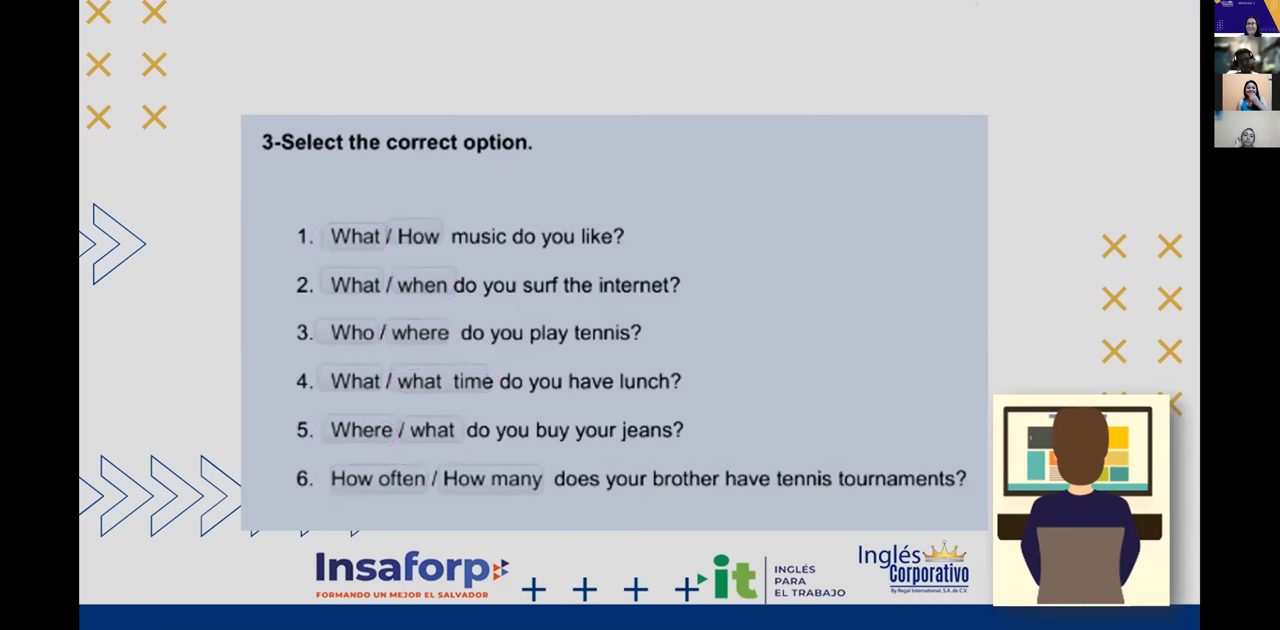 3-Select the correct option.
1. What / How music do you like?
2. What / when do you surf the internet?
3. Who / where do you play tennis?
4. What / what time do you have lunch?
5. Where / what do you buy your jeans?
6. How often / How many does your brother have tennis tournaments?
Insaforp
FORMANDO UN MEJOR EL SALVADOR
it
INGLÉS
PARA
EL TRABAJO
Inglés
Corporativo
By Regal International, S.A. de C.V.